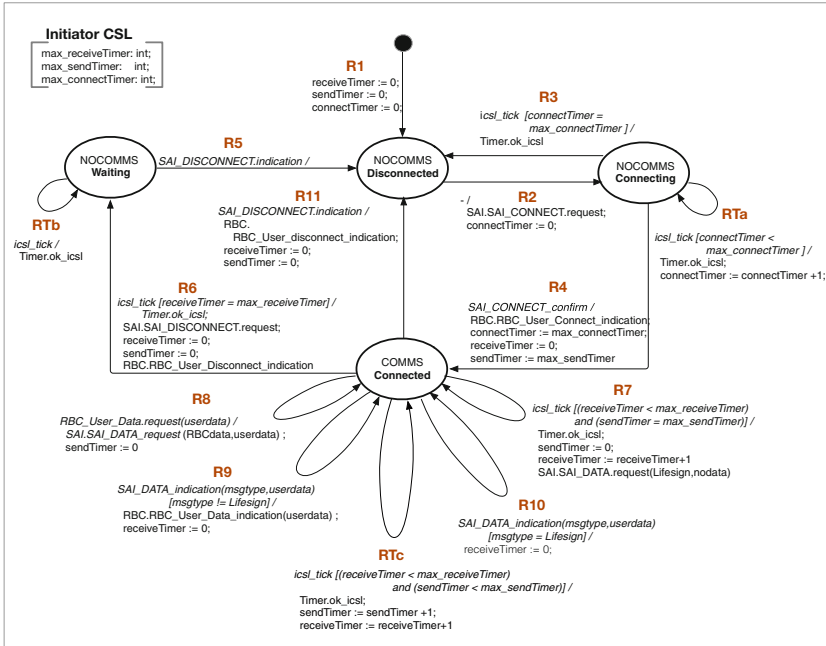 Initiator CSL
max_receiveTimer: int;
max_sendTimer: int;
max_connectTimer: int;
R1
receiveTimer := 0;
sendTimer := 0;
connectTimer := 0;
R3
icsl_tick [connectTimer =
max_connectTimer ] /
Timer.ok_icsl
R5
SAI_DISCONNECT.indication /
NOCOMMS
Waiting
NOCOMMS
Disconnected
NOCOMMS
Connecting
RTb
icsl_tick /
Timer.ok_icsl
R11
SAI_DISCONNECT.indication /
RBC.
RBC_User_disconnect_indication;
receiveTimer := 0;
sendTimer := 0;
R2
- /
SAI.SAI_CONNECT.request;
connectTimer := 0;
RTa
icsl_tick [connectTimer <
max_connectTimer ] /
Timer.ok_icsl;
connectTimer := connectTimer +1;
R6
icsl_tick [receiveTimer = max_receiveTimer] /
Timer.ok_icsl;
SAI.SAI_DISCONNECT.request;
receiveTimer := 0;
sendTimer := 0;
RBC.RBC_User_Disconnect_indication
R4
SAI_CONNECT_confirm /
RBC.RBC_User_Connect_indication;
connectTimer := max_connectTimer;
receiveTimer := 0;
sendTimer := max_sendTimer
COMMS
Connected
R8
RBC_User_Data.request(userdata) /
SAI.SAI_DATA_request (RBCdata,userdata) ;
sendTimer := 0
R7
icsl_tick [(receiveTimer < max_receiveTimer)
and (sendTimer = max_sendTimer)] /
Timer.ok_icsl;
sendTimer := 0;
receiveTimer := receiveTimer+1
SAI.SAI_DATA.request(Lifesign,nodata)
R9
SAI_DATA_indication(msgtype,userdata)
[msgtype != Lifesign] /
RBC.RBC_User_Data_indication(userdata) ;
receiveTimer := 0;
R10
SAI_DATA_indication(msgtype,userdata)
[msgtype = Lifesign] /
receiveTimer := 0;
RTc
icsl_tick [(receiveTimer < max_receiveTimer)
and (sendTimer < max_sendTimer)] /
Timer.ok_icsl;
sendTimer := sendTimer +1;
receiveTimer := receiveTimer+1